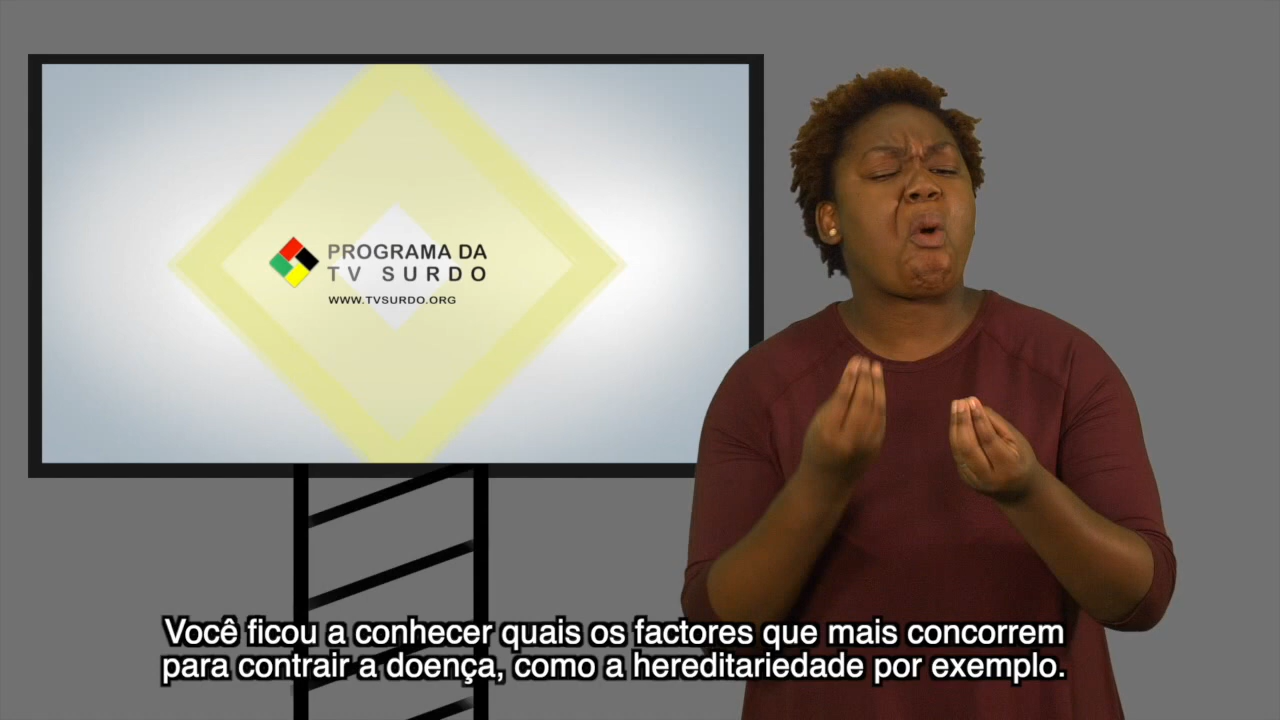 PROGRAMA DA
TV SURDO
WWW.TVSURDO.ORG
Você ficou a conhecer quais os factores que mais concorrem
para contrair a doença, como a hereditariedade por exemplo.